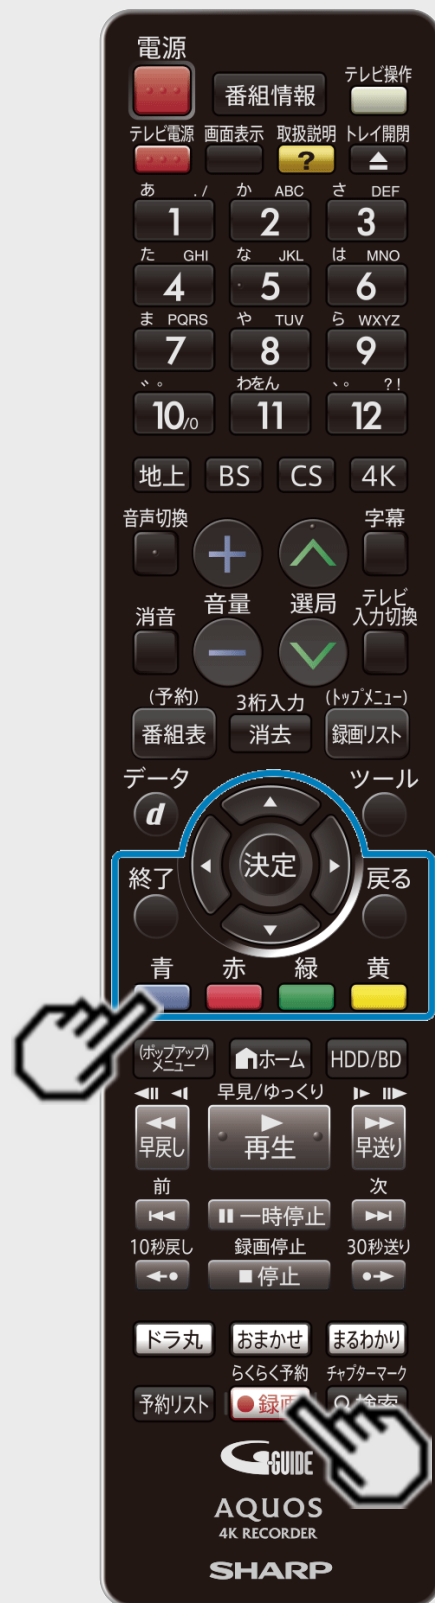 電源
番組情報
テレビ操作
テレビ電源 画面表示 取扱説明 トレイ開閉
?
あ ./ か ABC さ DEF
1 2 3
た GHI な JKL は MNO
4 5 6
ま PQRS や TUV ら WXYZ
7 8 9
゛゜ わをん 、。 ?!
10/0 11 12
地上 BS CS 4K
音声切換 字幕
+
消音 音量 選局 テレビ
入力切換
−
(予約) 3桁入力 (トップメニュー)
番組表 消去 録画リスト
データ ツール
d
決定
終了 戻る
青 赤 緑 黄
(ポップアップ)
メニュー ホーム HDD/BD
早見/ゆっくり
早戻し 再生 早送り
前 次
一時停止
10秒戻し 録画停止 30秒送り
停止
ドラ丸 おまかせ まるわかり
らくらく予約 チャプターマーク
予約リスト 録画 検索
G-GUIDE
AQUOS
4K RECORDER
SHARP